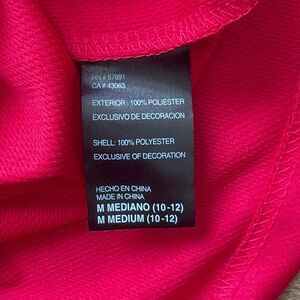 RN # 67891
CA # 43063
EXTERIOR: 100% POLIESTER
EXCLUSIVO DE DECORACION
SHELL: 100% POLYESTER
EXCLUSIVE OF DECORATION
HECHO EN CHINA
MADE IN CHINA
M MEDIANO (10-12)
M MEDIUM (10-12)